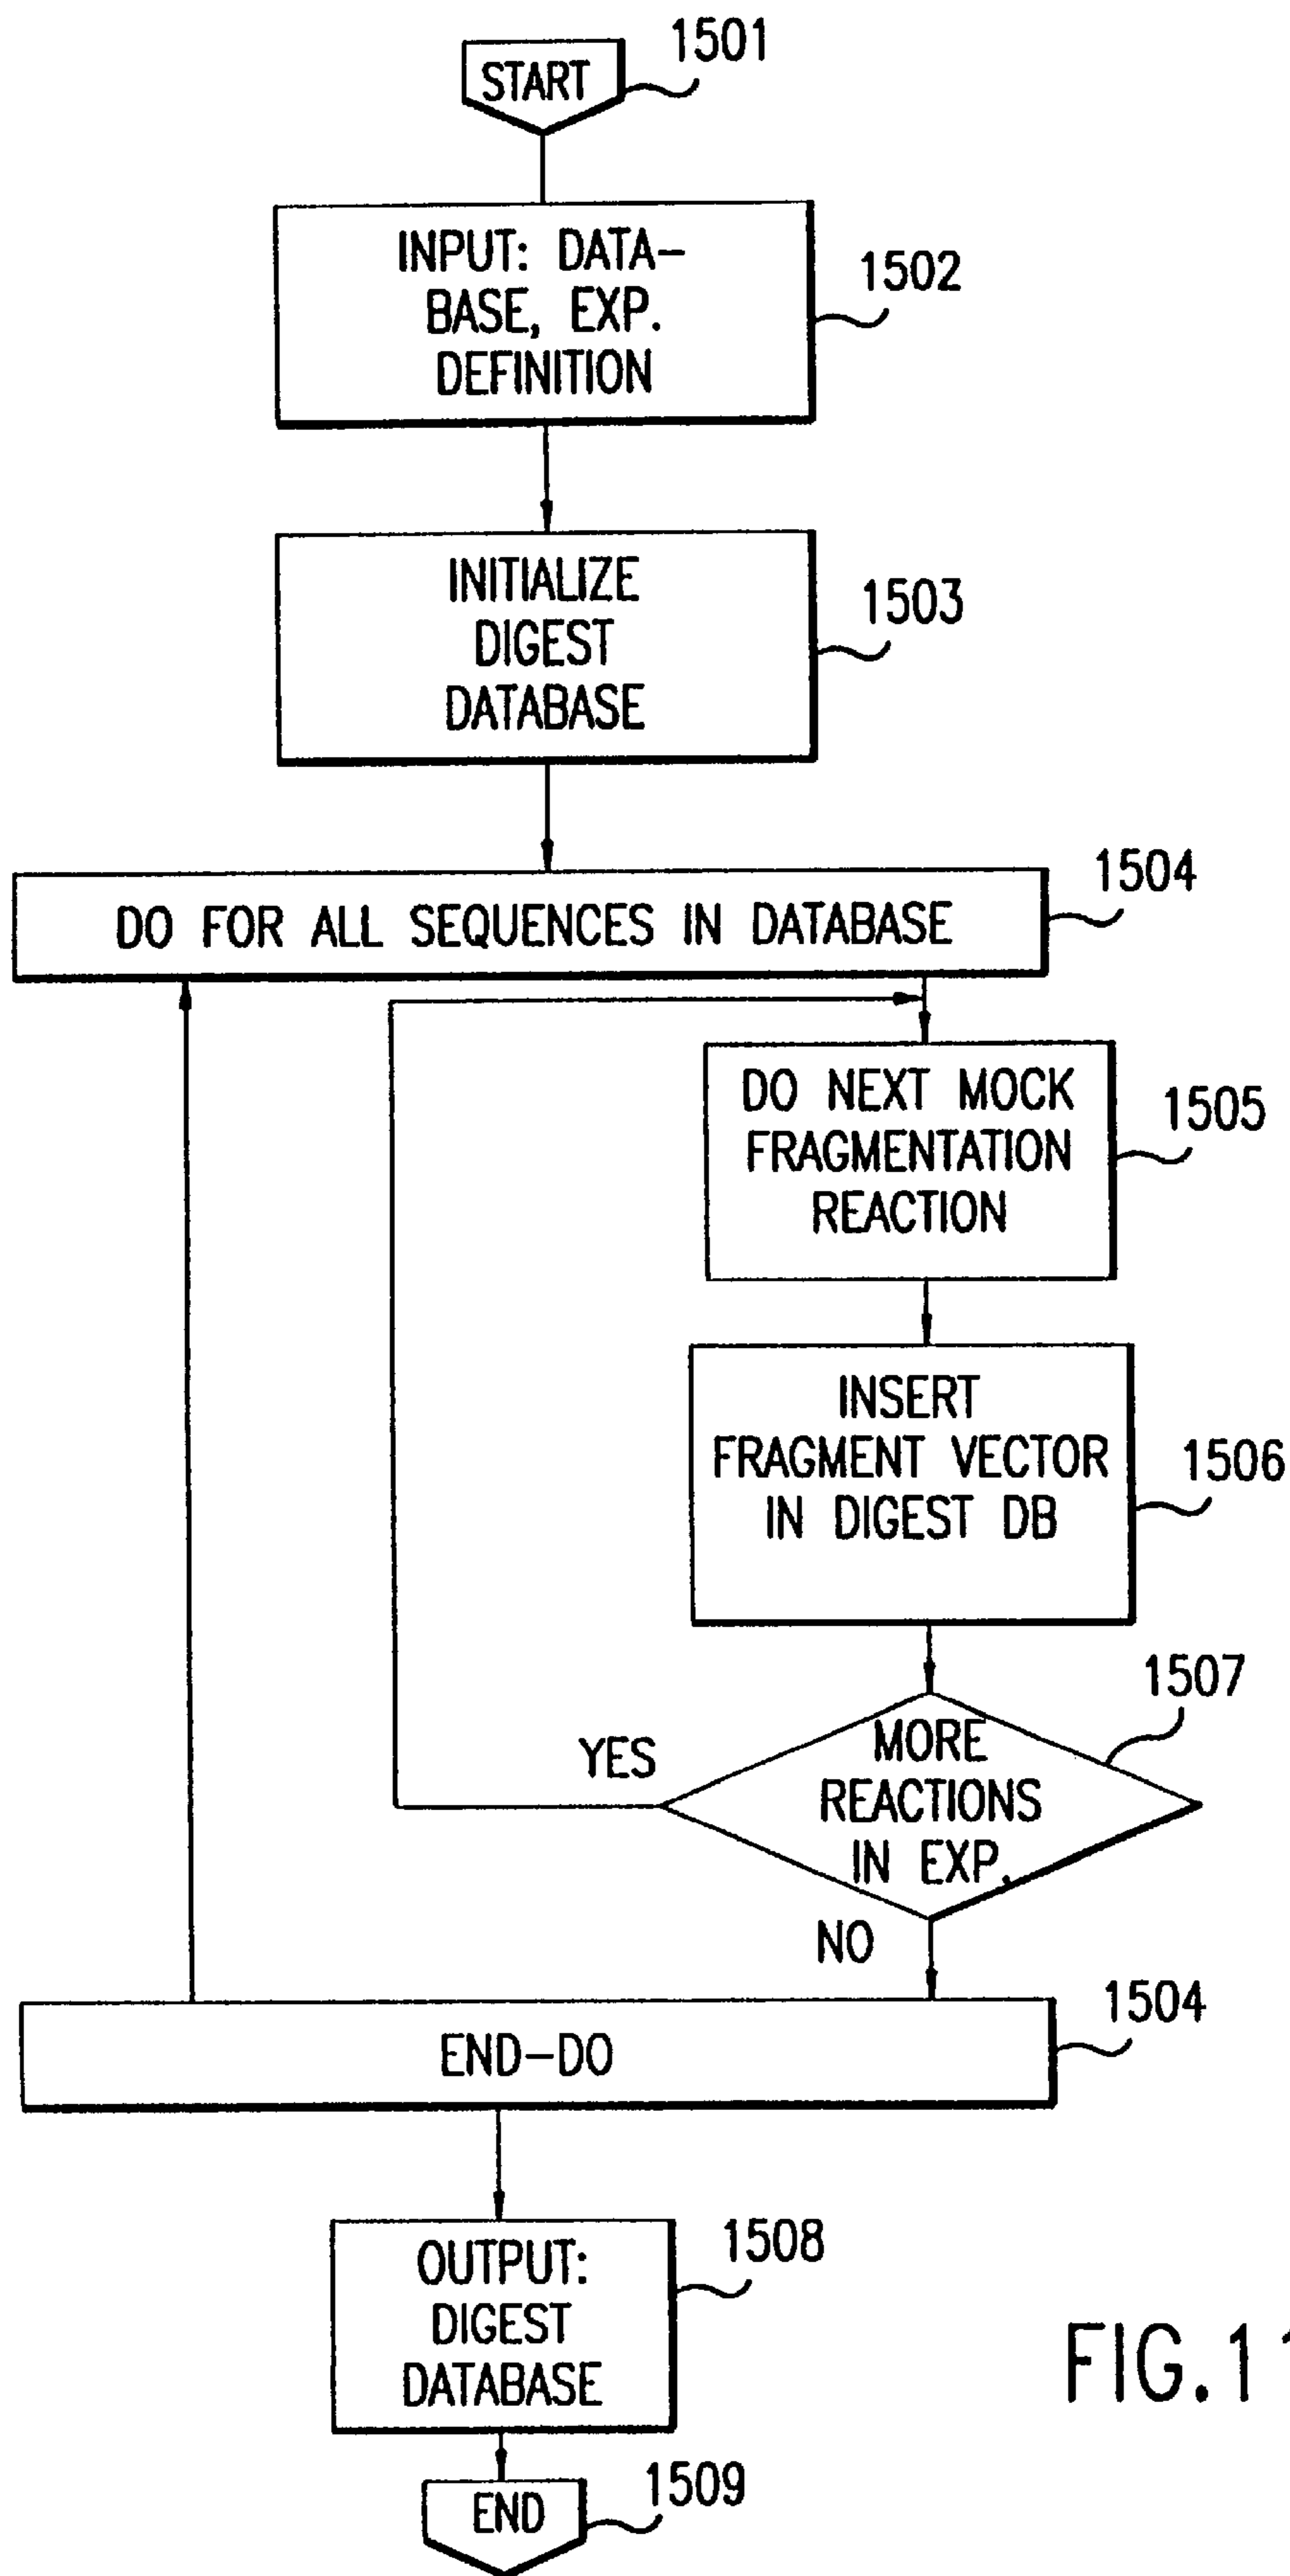 START
1501
INPUT: DATA-
BASE, EXP.
DEFINITION
1502
INITIALIZE
DIGEST
DATABASE
1503
DO FOR ALL SEQUENCES IN DATABASE
1504
DO NEXT MOCK
FRAGMENTATION
REACTION
1505
INSERT
FRAGMENT VECTOR
IN DIGEST DB
1506
MORE
REACTIONS
IN EXP.
1507
YES
NO
END-DO
1504
OUTPUT:
DIGEST
DATABASE
1508
END
1509
FIG.11